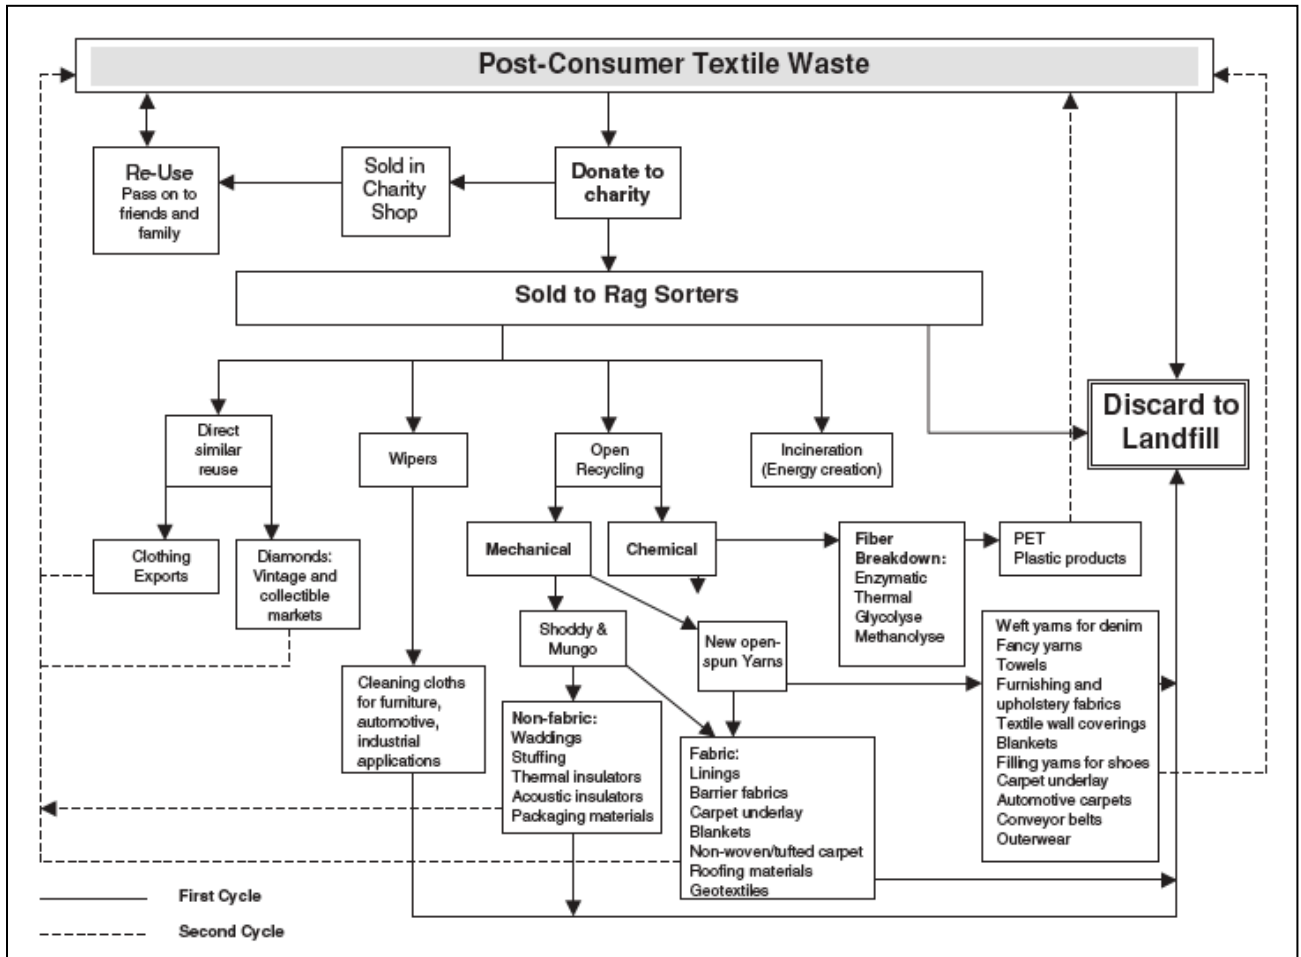 Post-Consumer Textile Waste
Re-Use
Pass on to
friends and
family
Sold in
Charity
Shop
Donate to
charity
Sold to Rag Sorters
Discard to
Landfill
Direct
similar
reuse
Wipers
Open
Recycling
Incineration
(Energy creation)
Clothing
Exports
Diamonds:
Vintage and
collectible
markets
Mechanical
Chemical
Fiber
Breakdown:
Enzymatic
Thermal
Glycolyse
Methanolyse
PET
Plastic products
Shoddy &
Mungo
New open-
spun Yarns
Weft yarns for denim
Fancy yarns
Towels
Furnishing and
upholstery fabrics
Textile wall coverings
Blankets
Filling yarns for shoes
Carpet underlay
Automotive carpets
Conveyor belts
Outerwear
Cleaning cloths
for furniture,
automotive,
industrial
applications
Non-fabric:
Waddings
Stuffing
Thermal insulators
Acoustic insulators
Packaging materials
Fabric:
Linings
Barrier fabrics
Carpet underlay
Blankets
Non-woven/tufted carpet
Roofing materials
Geotextiles
First Cycle
Second Cycle